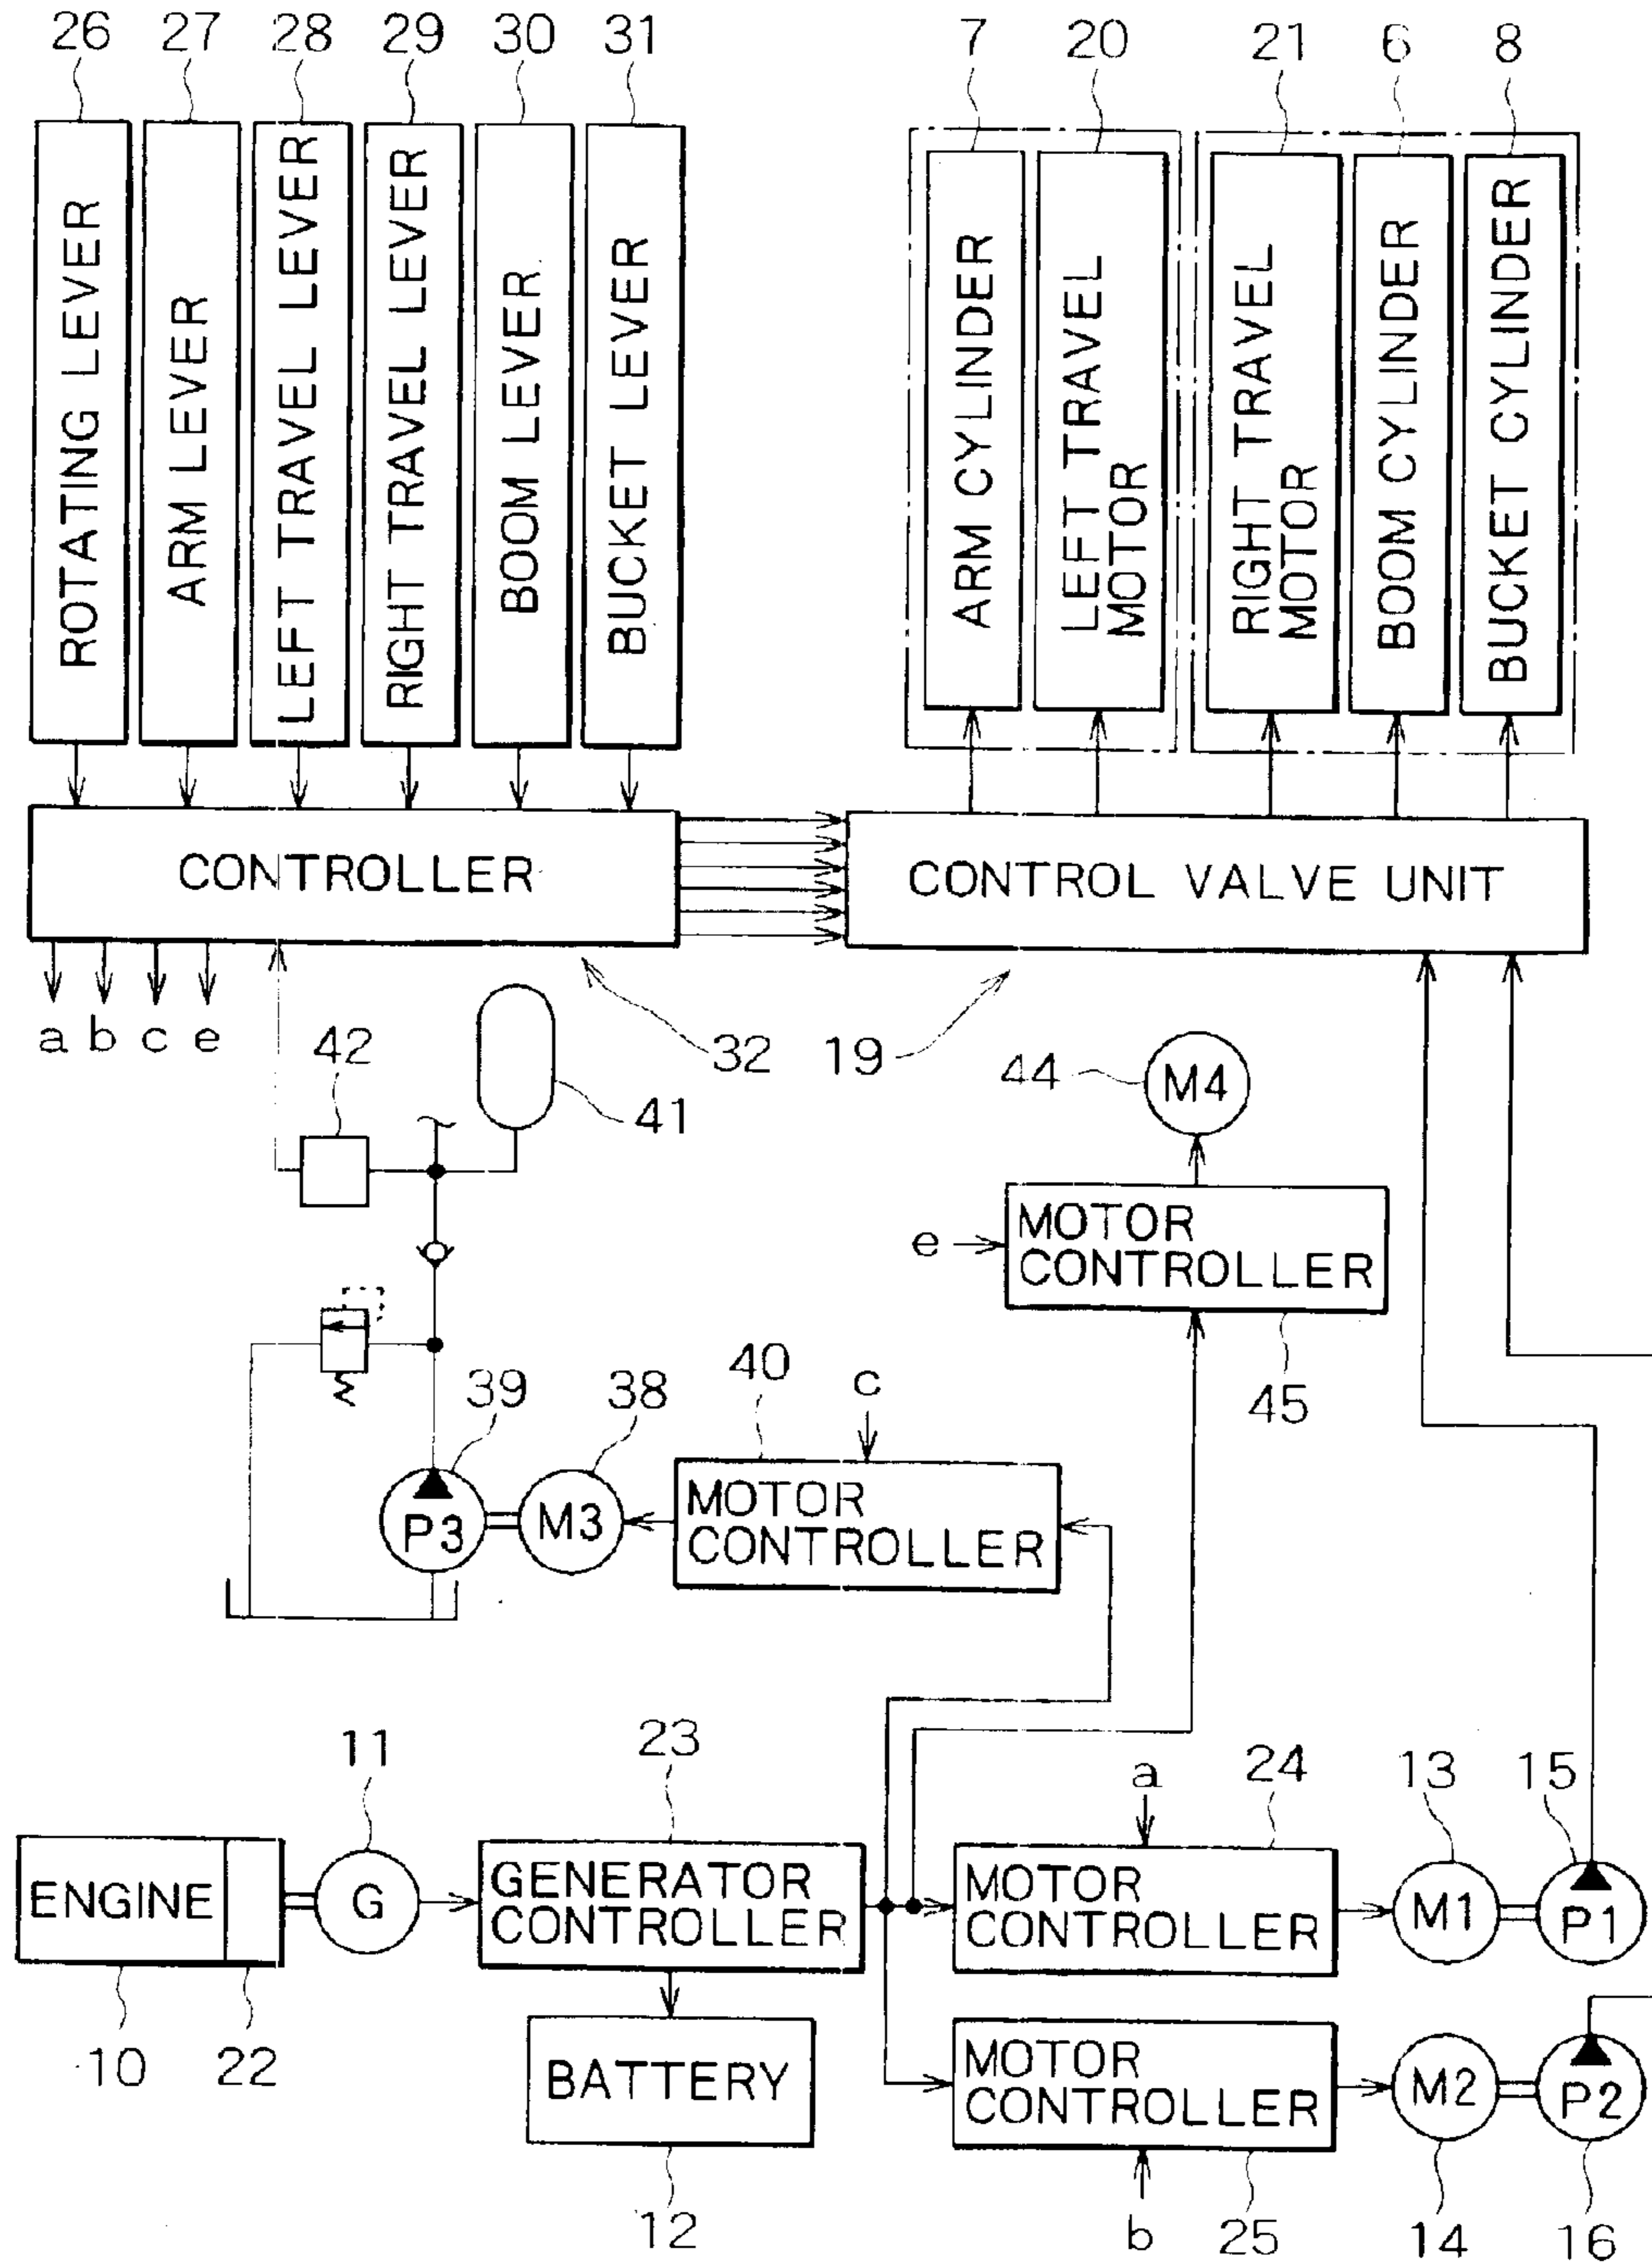 26 27 28 29 30 31 7 20 21 6 8
ROTATING LEVER
ARM LEVER
LEFT TRAVEL LEVER
RIGHT TRAVEL LEVER
BOOM LEVER
BUCKET LEVER
ARM CYLINDER
LEFT TRAVEL
MOTOR
RIGHT TRAVEL
MOTOR
BOOM CYLINDER
BUCKET CYLINDER
CONTROLLER
CONTROL VALVE UNIT
a b c e
42
41
32
19
44
M4
e
MOTOR
CONTROLLER
45
39
38
40
c
P3
M3
MOTOR
CONTROLLER
11
23
a
24
13
15
ENGINE
G
GENERATOR
CONTROLLER
MOTOR
CONTROLLER
M1
P1
10
22
BATTERY
12
MOTOR
CONTROLLER
M2
P2
b
25
14
16